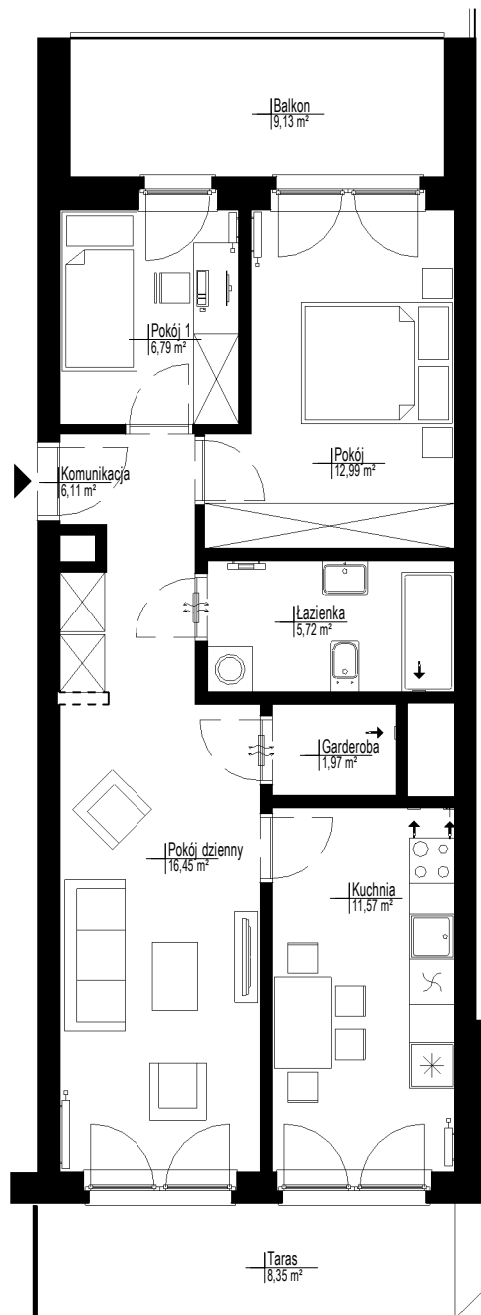 Balkon
9,13 m²
Pokój 1
6,79 m²
Pokój
12,99 m²
Komunikacja
6,11 m²
Łazienka
5,72 m²
Garderoba
1,97 m²
Pokój dzienny
16,45 m²
Kuchnia
11,57 m²
Taras
8,35 m²